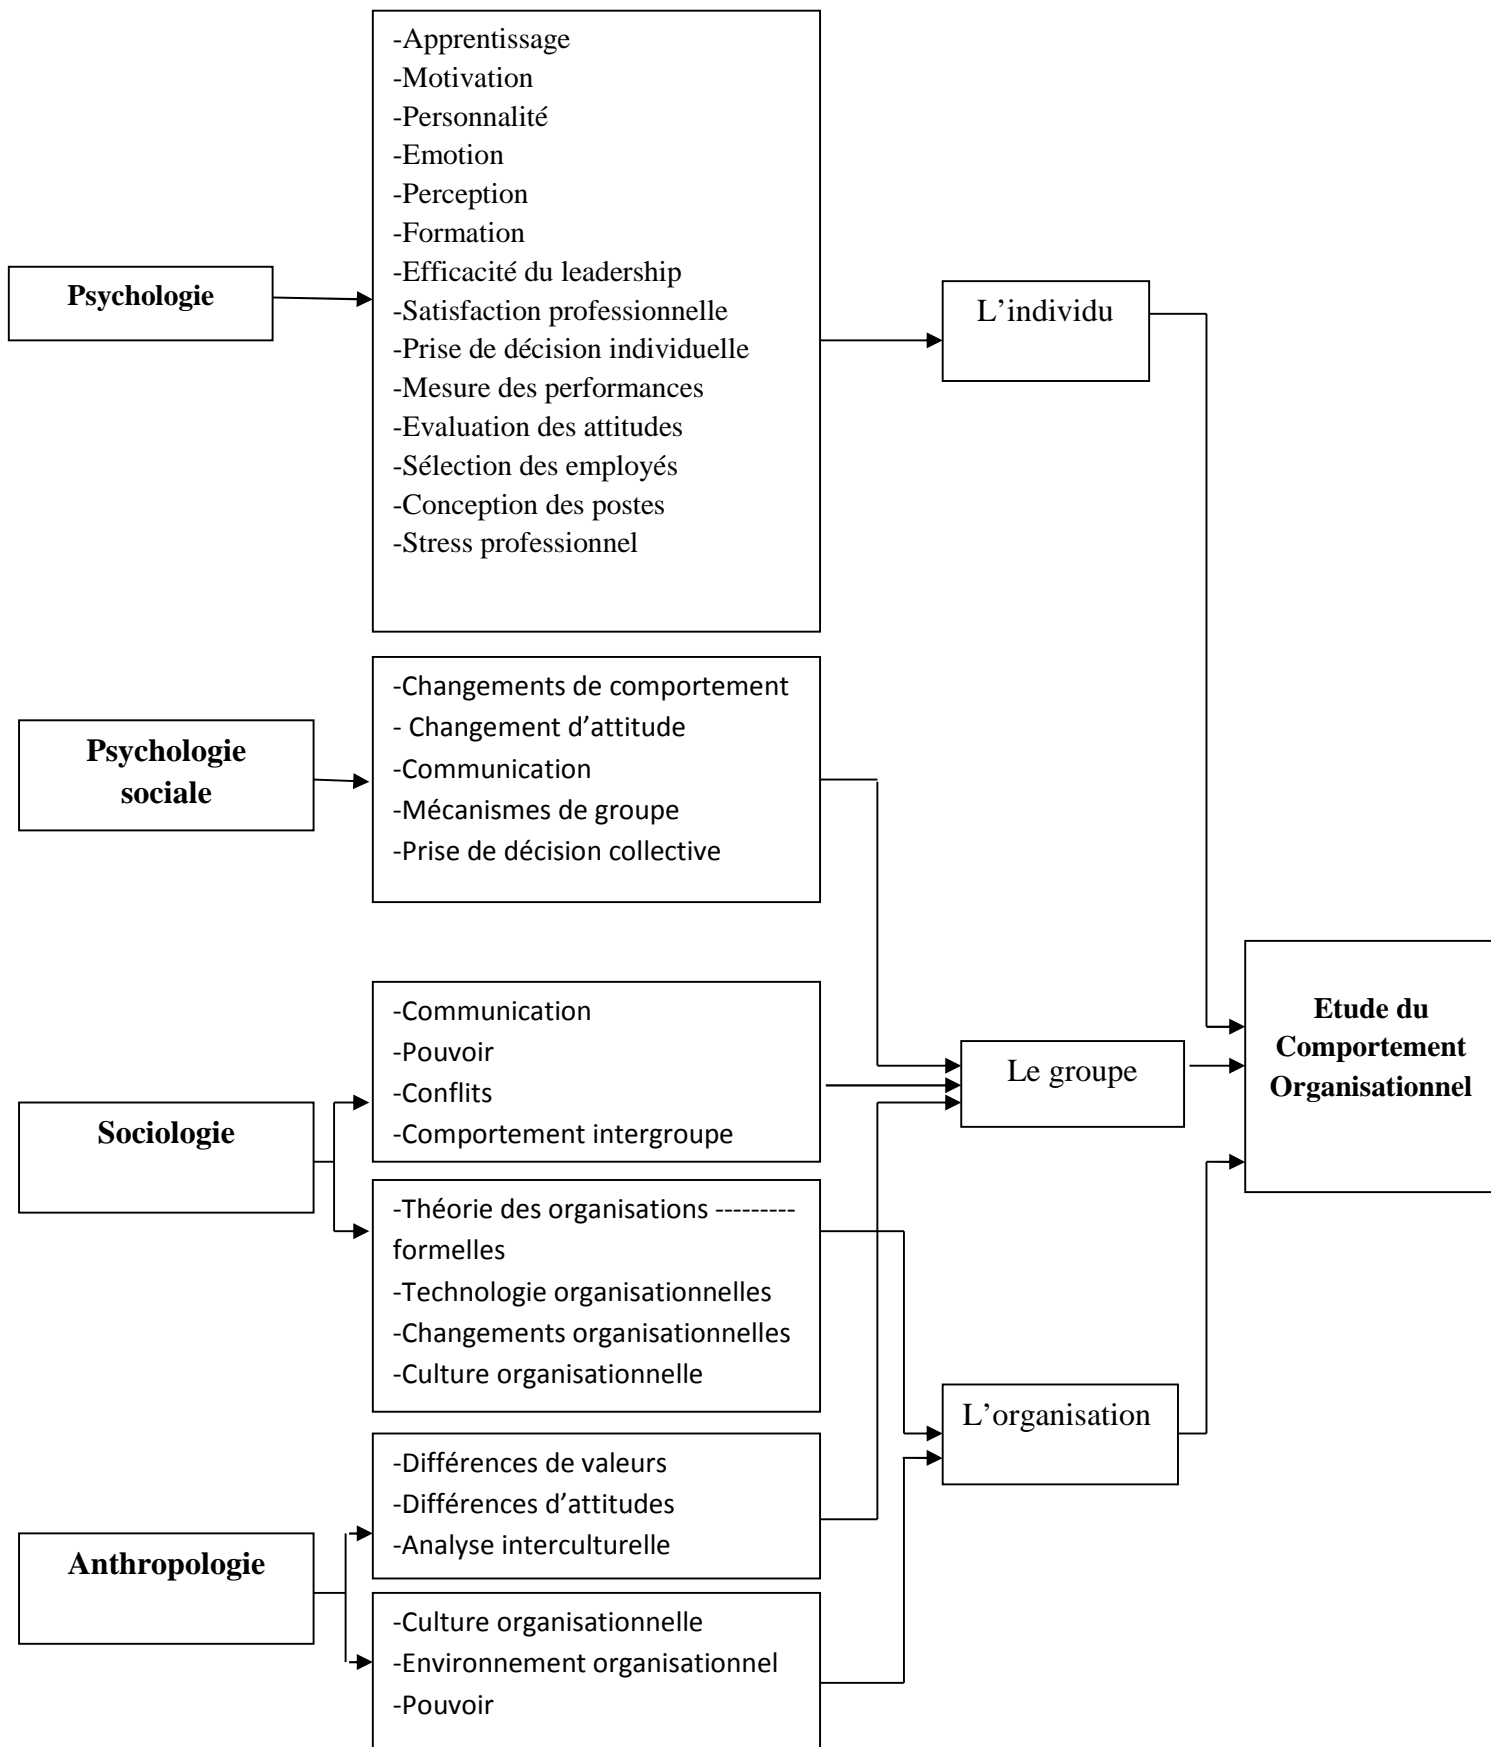 Psychologie
-Apprentissage
-Motivation
-Personnalité
-Emotion
-Perception
-Formation
-Efficacité du leadership
-Satisfaction professionnelle
-Prise de décision individuelle
-Mesure des performances
-Evaluation des attitudes
-Sélection des employés
-Conception des postes
-Stress professionnel
L’individu
Psychologie
sociale
-Changements de comportement
- Changement d’attitude
-Communication
-Mécanismes de groupe
-Prise de décision collective
Sociologie
-Communication
-Pouvoir
-Conflits
-Comportement intergroupe
-Théorie des organisations ---------
formelles
-Technologie organisationnelles
-Changements organisationnelles
-Culture organisationnelle
Le groupe
Etude du
Comportement
Organisationnel
L’organisation
Anthropologie
-Différences de valeurs
-Différences d’attitudes
-Analyse interculturelle
-Culture organisationnelle
-Environnement organisationnel
-Pouvoir